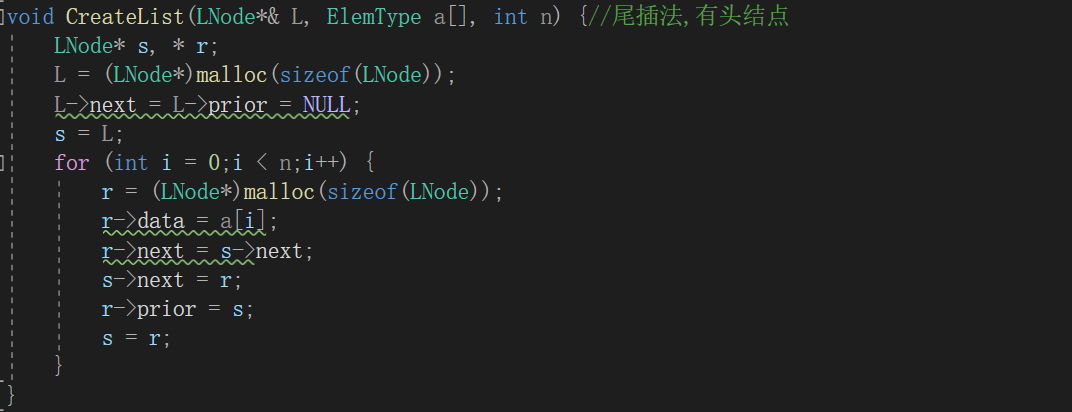 void CreateList(LNode*& L, ElemType a[], int n) {//尾插法,有头结点
LNode* s, * r;
L = (LNode*)malloc(sizeof(LNode));
L->next = L->prior = NULL;
s = L;
for (int i = 0;i < n;i++) {
r = (LNode*)malloc(sizeof(LNode));
r->data = a[i];
r->next = s->next;
s->next = r;
r->prior = s;
s = r;
}
}